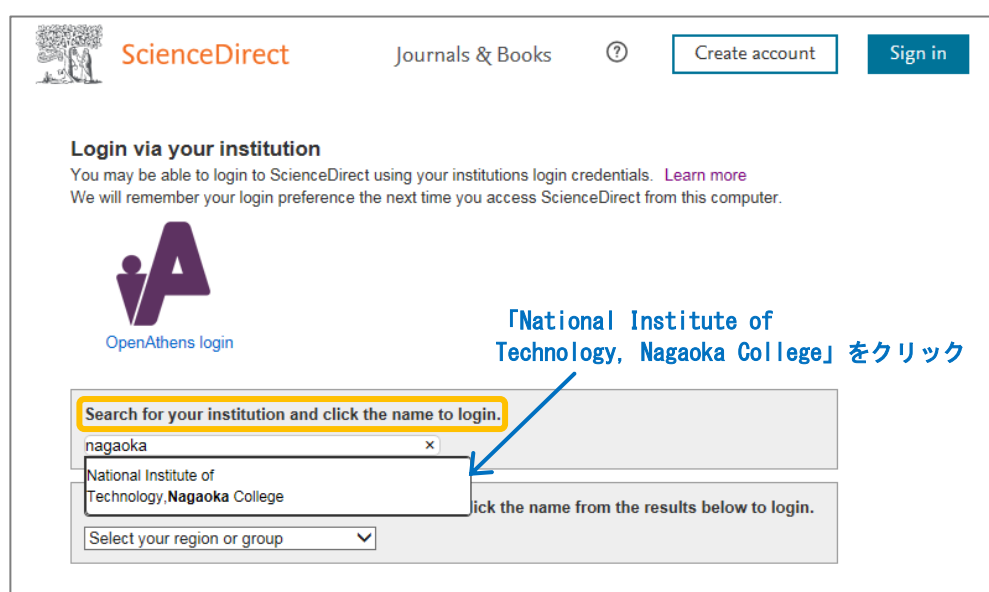 ScienceDirect
Journals & Books
?
Create account
Sign in
Login via your institution
You may be able to login to ScienceDirect using your institutions login credentials. Learn more
We will remember your login preference the next time you access ScienceDirect from this computer.
OpenAthens login
「National Institute of
Technology, Nagaoka College」をクリック
Search for your institution and click the name to login.
nagaoka ×
National Institute of
Technology,Nagaoka College
lick the name from the results below to login.
Select your region or group